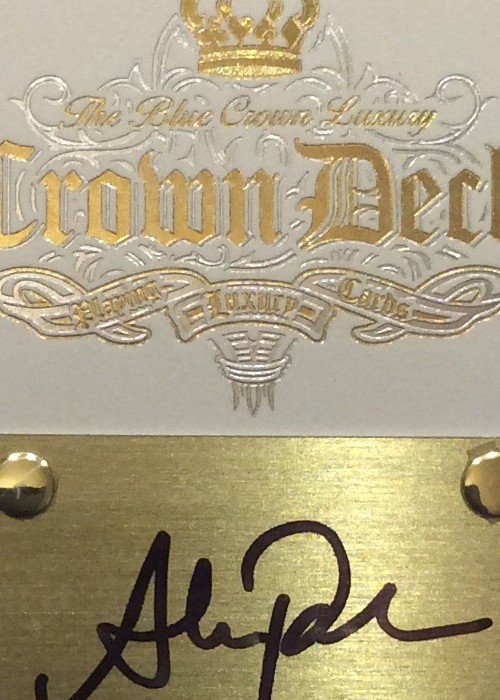 The Blue Crown Luxury
Crown Deck
Playing Luxury Cards